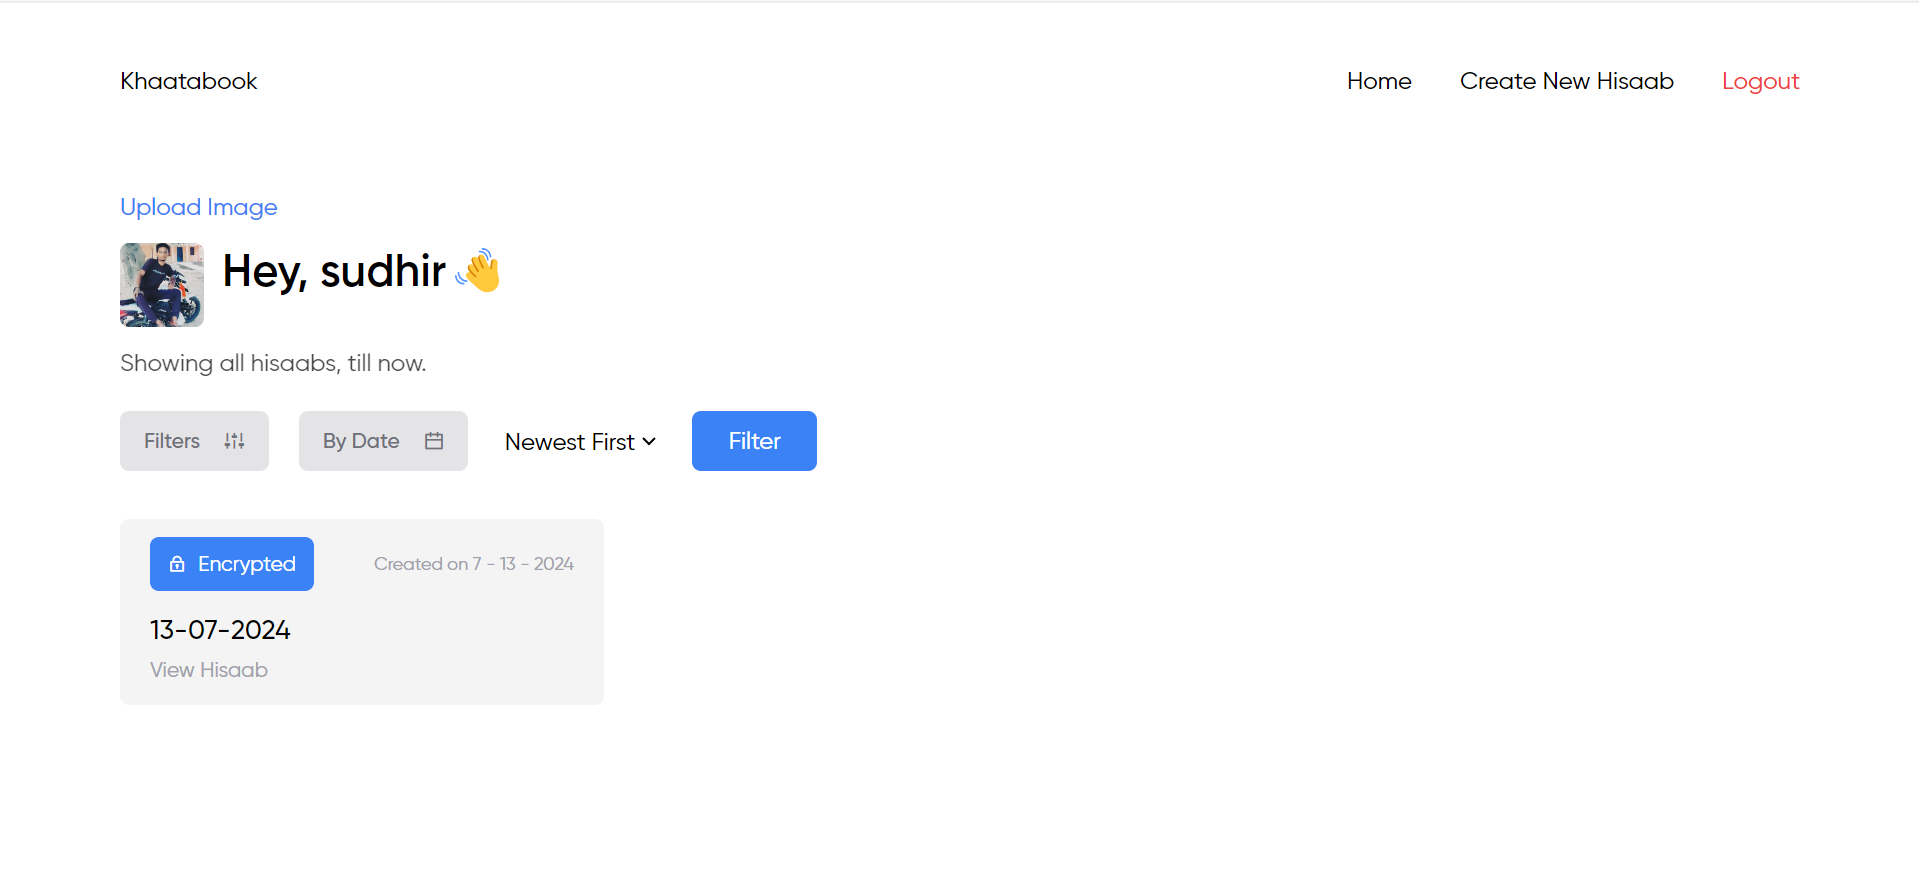 Khaatabook Home Create New Hisaab Logout
Upload Image
Hey, sudhir 👋
Showing all hisaabs, till now.
Filters By Date Newest First Filter
Encrypted Created on 7 - 13 - 2024
13-07-2024
View Hisaab